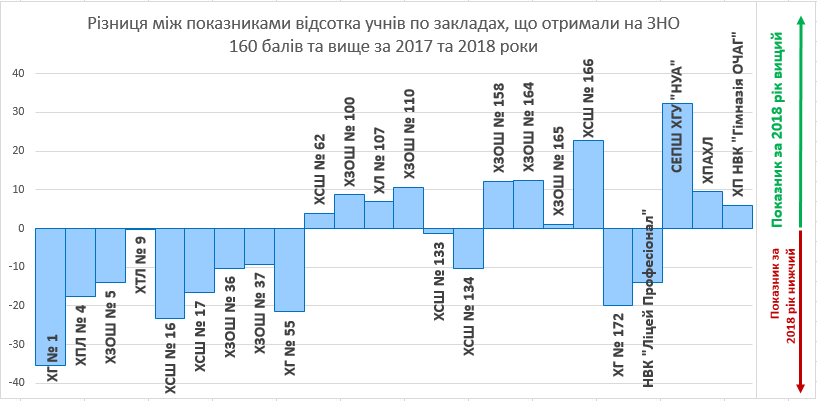 Різниця між показниками відсотка учнів по закладах, що отримали на ЗНО
160 балів та вище за 2017 та 2018 роки
40
30
20
10
0
-10
-20
-30
-40
ХГ № 1
ХПЛ № 4
ХЗОШ № 5
ХТЛ № 9
ХСШ № 16
ХСШ № 17
ХЗОШ № 36
ХЗОШ № 37
ХГ № 55
ХСШ № 62
ХЗОШ № 100
ХЛ № 107
ХЗОШ № 110
ХСШ № 133
ХСШ № 134
ХЗОШ № 158
ХЗОШ № 164
ХЗОШ № 165
ХСШ № 166
ХГ № 172
НВК "Ліцей Професіонал"
СЕПШ ХГУ "НУА"
ХПАХЛ
ХП НВК "Гімназія ОЧАГ"
Показник за 2018 рік вищий
Показник за
2018 рік нижчий